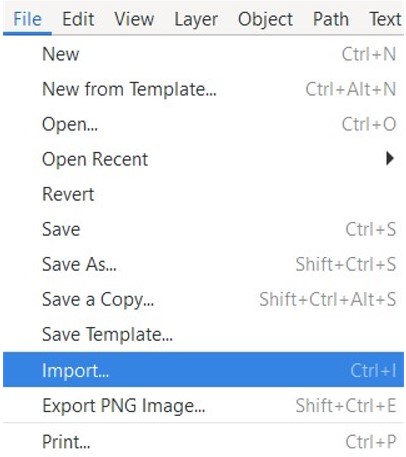 File Edit View Layer Object Path Text
New Ctrl+N
New from Template... Ctrl+Alt+N
Open... Ctrl+O
Open Recent
Revert
Save Ctrl+S
Save As... Shift+Ctrl+S
Save a Copy... Shift+Ctrl+Alt+S
Save Template...
Import... Ctrl+I
Export PNG Image... Shift+Ctrl+E
Print... Ctrl+P